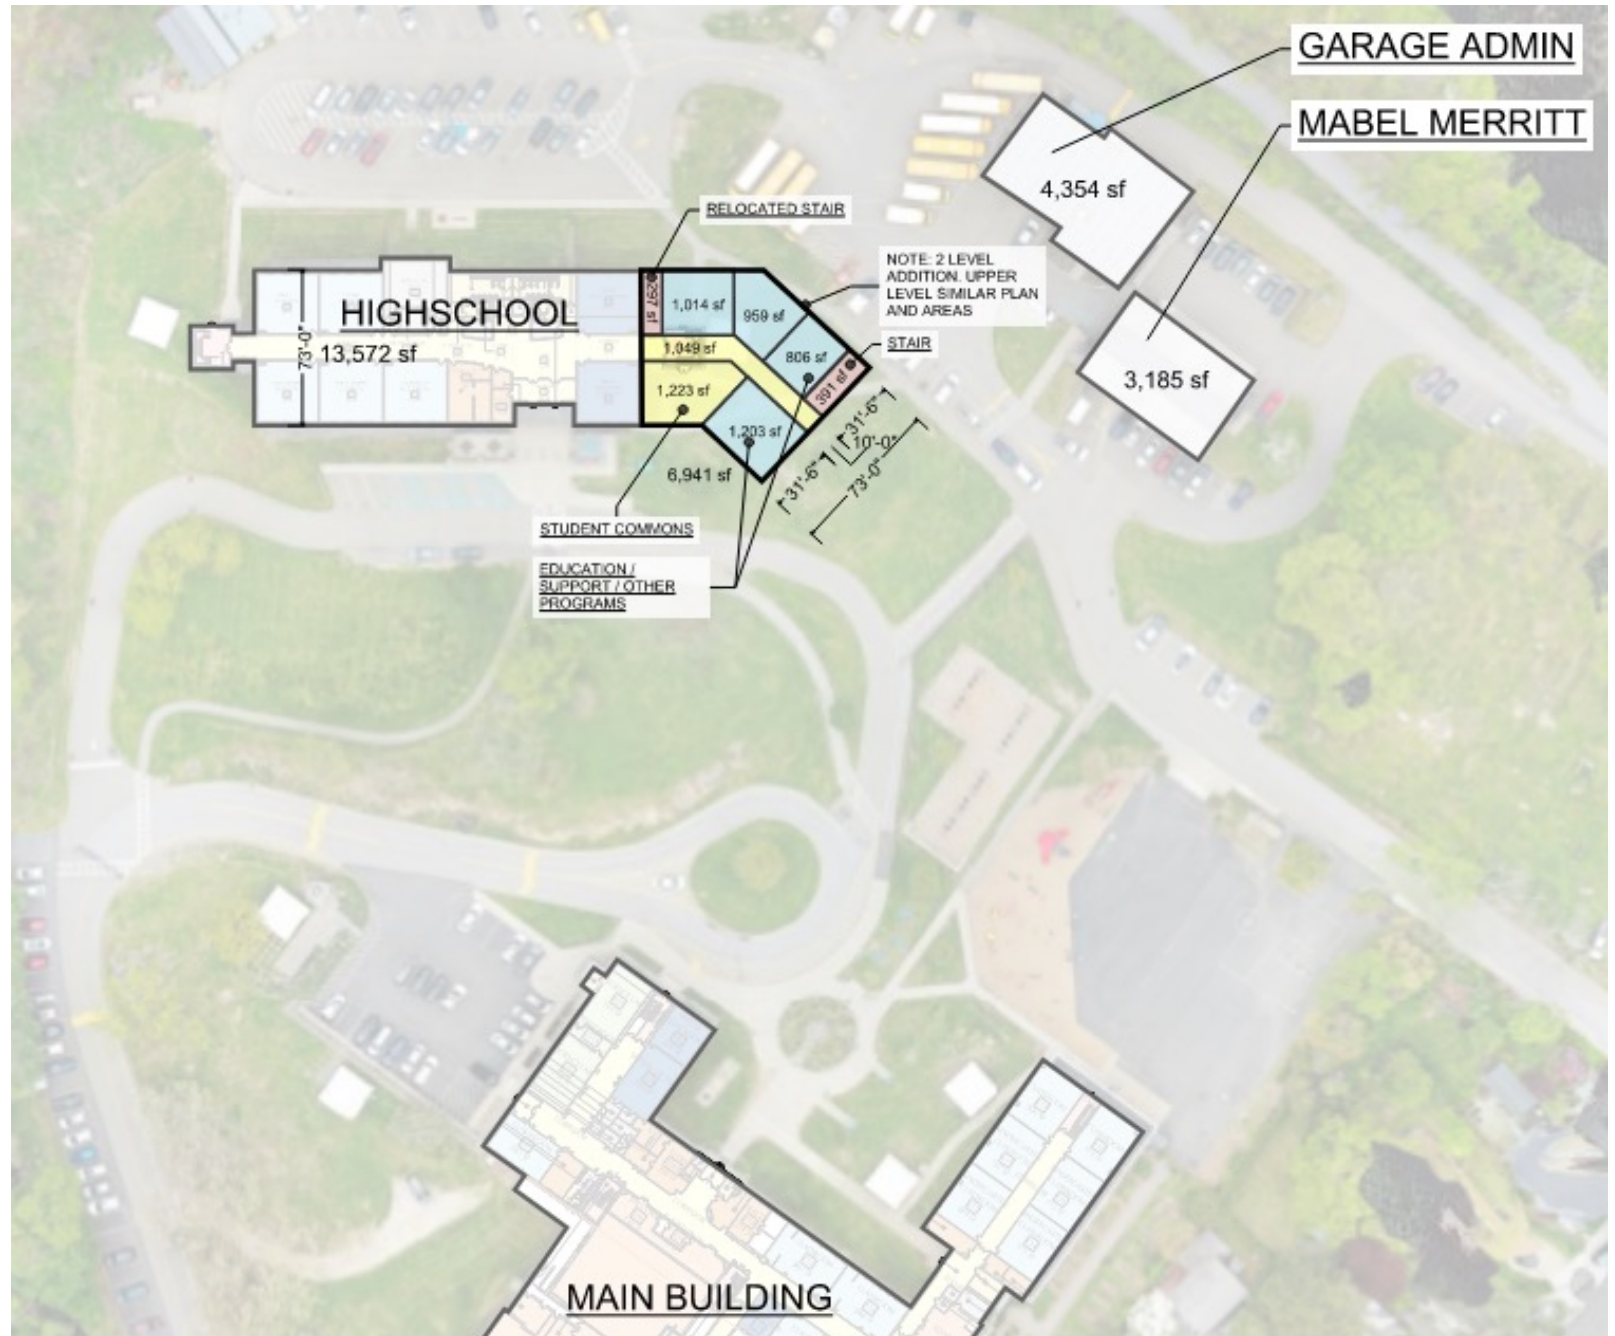 GARAGE ADMIN
MABEL MERRITT
4,354 sf
RELOCATED STAIR
NOTE: 2 LEVEL
ADDITION. UPPER
LEVEL SIMILAR PLAN
AND AREAS
HIGHSCHOOL
13,572 sf
73'-0"
297 sf
1,014 sf
959 sf
1,049 sf
806 sf
STAIR
391 sf
3,185 sf
1,223 sf
1,203 sf
6,941 sf
31'-6"
10'-0"
31'-6"
73'-0"
STUDENT COMMONS
EDUCATION /
SUPPORT / OTHER
PROGRAMS
MAIN BUILDING